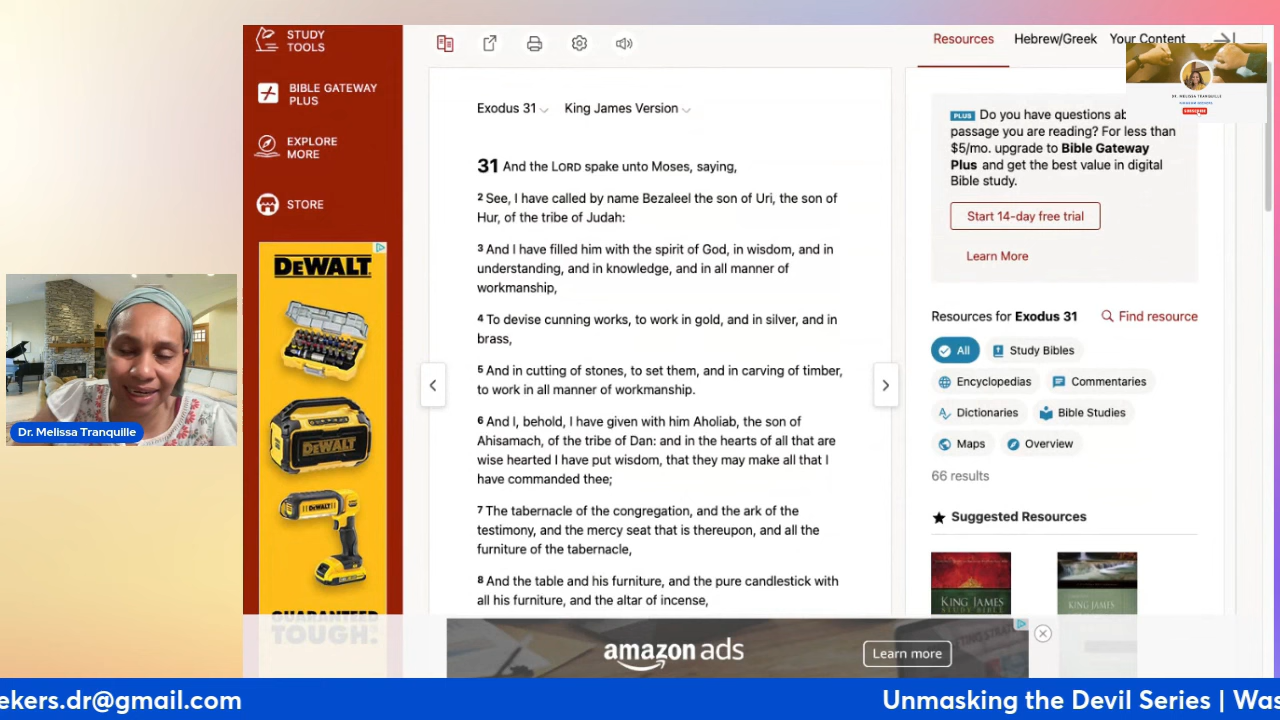 STUDY
TOOLS
BIBLE GATEWAY
PLUS
EXPLORE
MORE
STORE
DEWALT
DEWALT
GUARANTEED
TOUGH.
Dr. Melissa Tranquille
Exodus 31
King James Version
31 And the LORD spake unto Moses, saying,
2 See, I have called by name Bezaleel the son of Uri, the son of
Hur, of the tribe of Judah:
3 And I have filled him with the spirit of God, in wisdom, and in
understanding, and in knowledge, and in all manner of
workmanship,
4 To devise cunning works, to work in gold, and in silver, and in
brass,
5 And in cutting of stones, to set them, and in carving of timber,
to work in all manner of workmanship.
6 And I, behold, I have given with him Aholiab, the son of
Ahisamach, of the tribe of Dan: and in the hearts of all that are
wise hearted I have put wisdom, that they may make all that I
have commanded thee;
7 The tabernacle of the congregation, and the ark of the
testimony, and the mercy seat that is thereupon, and all the
furniture of the tabernacle,
8 And the table and his furniture, and the pure candlestick with
all his furniture, and the altar of incense,
Resources
Hebrew/Greek
Your Content
DR. MELISSA TRANQUILLE
PLUS Do you have questions ab
passage you are reading? For less than
$5/mo. upgrade to Bible Gateway
Plus and get the best value in digital
Bible study.
Start 14-day free trial
Learn More
Resources for Exodus 31
Find resource
All
Study Bibles
Encyclopedias
Commentaries
Dictionaries
Bible Studies
Maps
Overview
66 results
Suggested Resources
KING JAMES
STUDY BIBLE
KING JAMES
amazon ads
Learn more
ekers.dr@gmail.com
Unmasking the Devil Series | Was